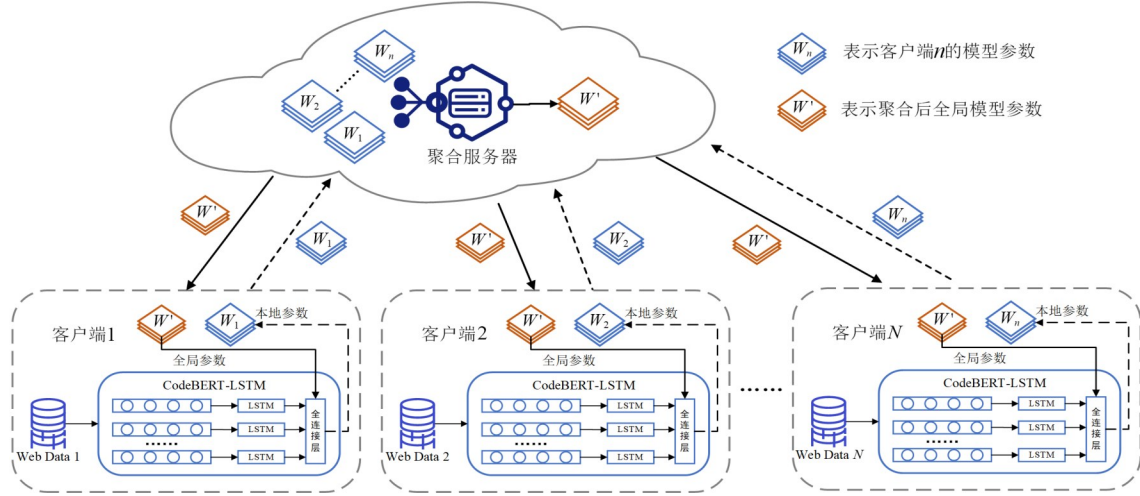 Wn
表示客户端n的模型参数
W2
W'
W'
表示聚合后全局模型参数
W1
聚合服务器
W'
W1
W'
W2
W'
Wn
客户端1
W'
W1
本地参数
全局参数
CodeBERT-LSTM
LSTM
LSTM
......
LSTM
全连接层
Web Data 1
客户端2
W'
W2
本地参数
全局参数
CodeBERT-LSTM
LSTM
LSTM
......
LSTM
全连接层
Web Data 2
......
客户端N
W'
Wn
本地参数
全局参数
CodeBERT-LSTM
LSTM
LSTM
......
LSTM
全连接层
Web Data N